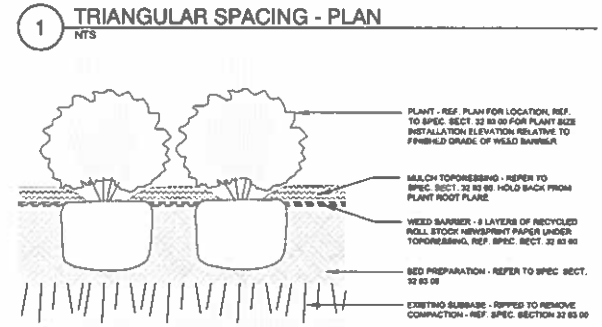 1
TRIANGULAR SPACING - PLAN
NTS
PLANT - REF. PLAN FOR LOCATION, REF.
TO SPEC. SECT. 32 93 00 FOR PLANT SIZE
INSTALLATION ELEVATION RELATIVE TO
FINISHED GRADE OF WEED BARRIER
MULCH TOPDRESSING - REFER TO
SPEC. SECT. 32 93 00. HOLD BACK FROM
PLANT ROOT FLARE
WEED BARRIER - LAYERS OF RECYCLED
ROLL STOCK NEWSPRINT PAPER UNDER
TOPDRESSING, REF. SPEC. SECT. 32 93 00
BED PREPARATION - REFER TO SPEC. SECT.
32 93 00
EXISTING SUBBASE - RIPPED TO REMOVE
COMPACTION - REF. SPEC. SECTION 32 93 00